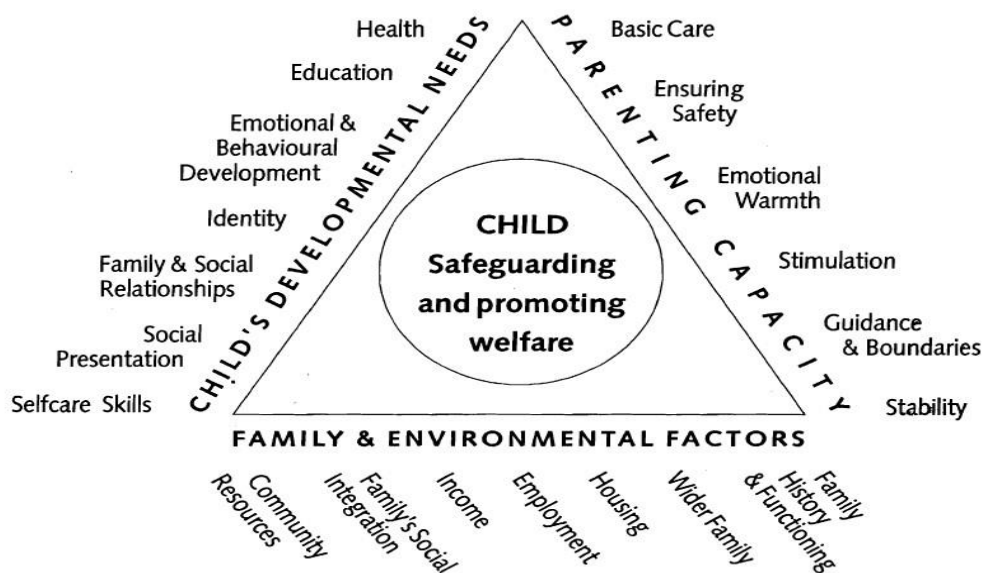 Health
Education
Emotional &
Behavioural
Development
Identity
Family & Social
Relationships
Social
Presentation
Selfcare Skills
CHILD'S DEVELOPMENTAL NEEDS
PARENTING CAPACITY
Basic Care
Ensuring
Safety
Emotional
Warmth
Stimulation
Guidance
& Boundaries
Stability
CHILD
Safeguarding
and promoting
welfare
FAMILY & ENVIRONMENTAL FACTORS
Community
Resources
Family's Social
Integration
Income
Employment
Housing
Wider Family
Family
History
& Functioning